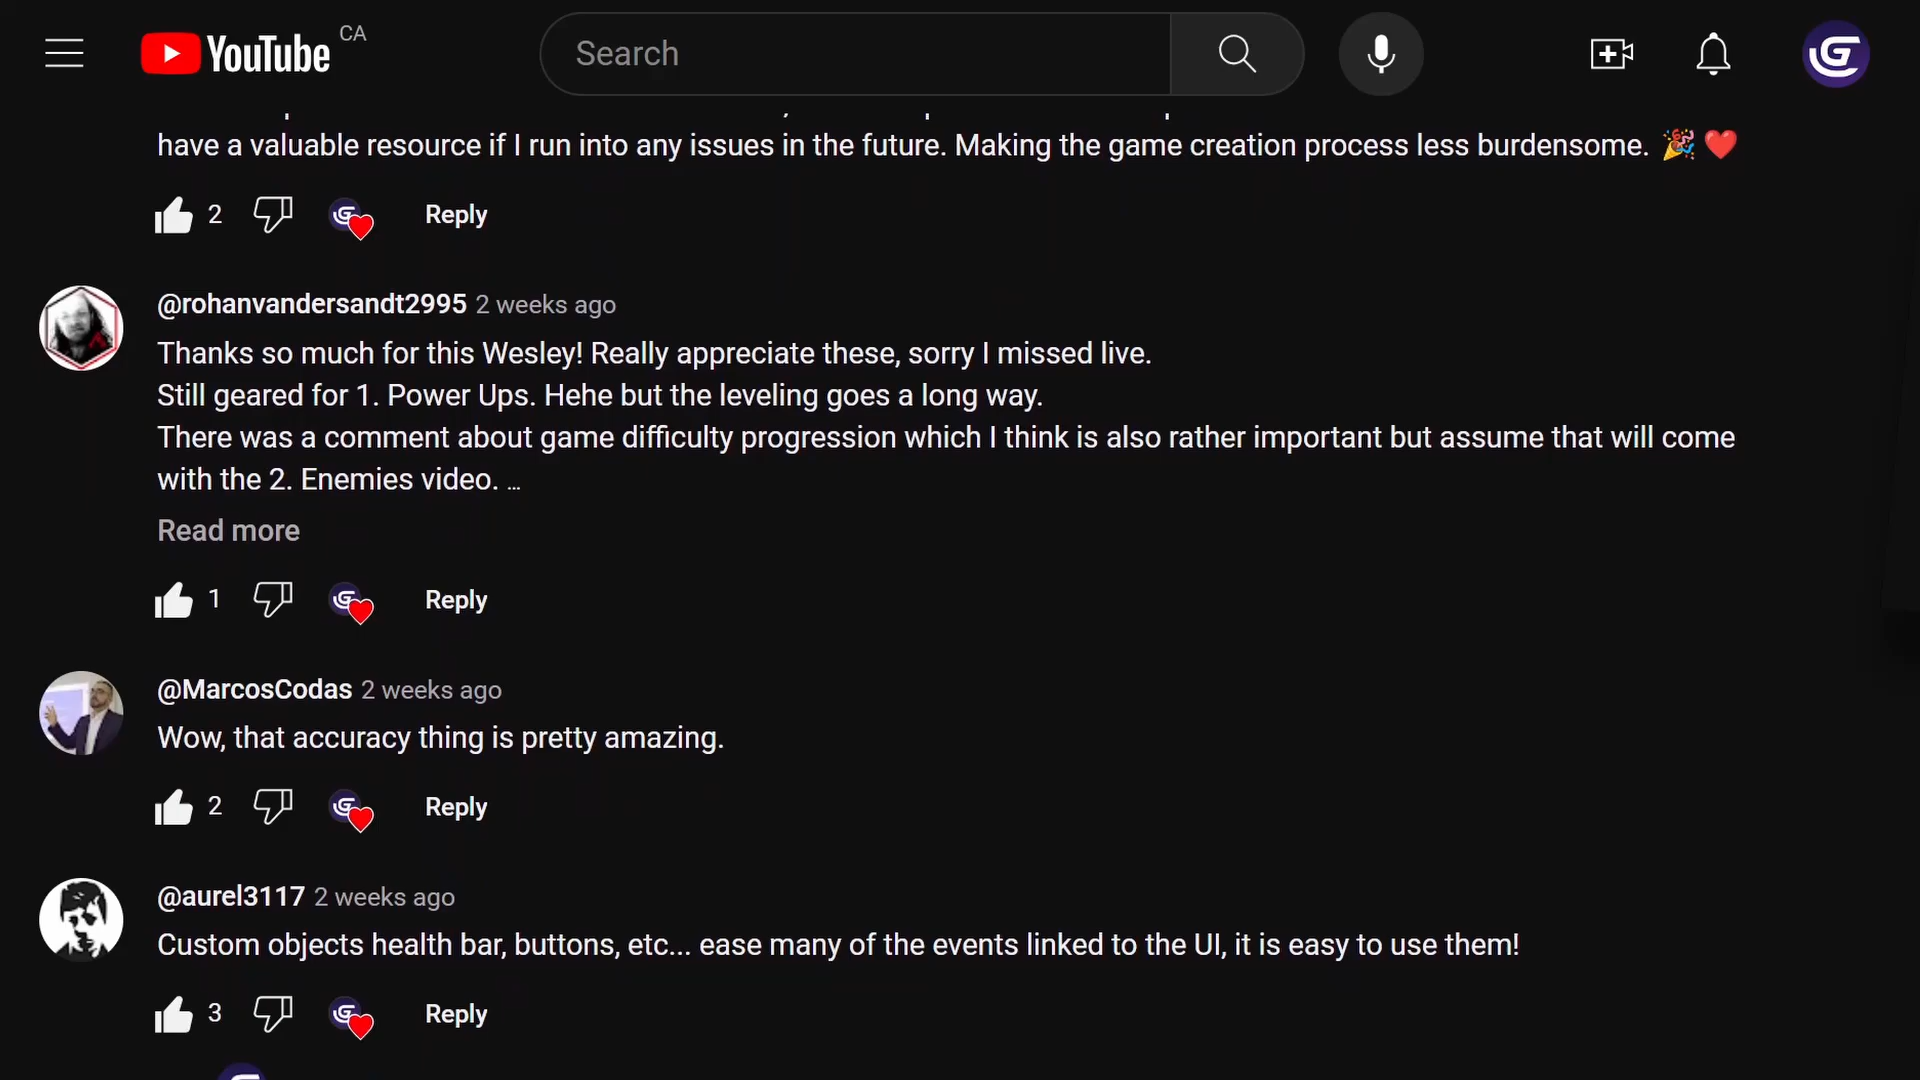 YouTube CA
Search
have a valuable resource if I run into any issues in the future. Making the game creation process less burdensome. 🎉 ❤️
2 Reply
@rohanvandersandt2995 2 weeks ago
Thanks so much for this Wesley! Really appreciate these, sorry I missed live.
Still geared for 1. Power Ups. Hehe but the leveling goes a long way.
There was a comment about game difficulty progression which I think is also rather important but assume that will come
with the 2. Enemies video. ...
Read more
1 Reply
@MarcosCodas 2 weeks ago
Wow, that accuracy thing is pretty amazing.
2 Reply
@aurel3117 2 weeks ago
Custom objects health bar, buttons, etc... ease many of the events linked to the UI, it is easy to use them!
3 Reply